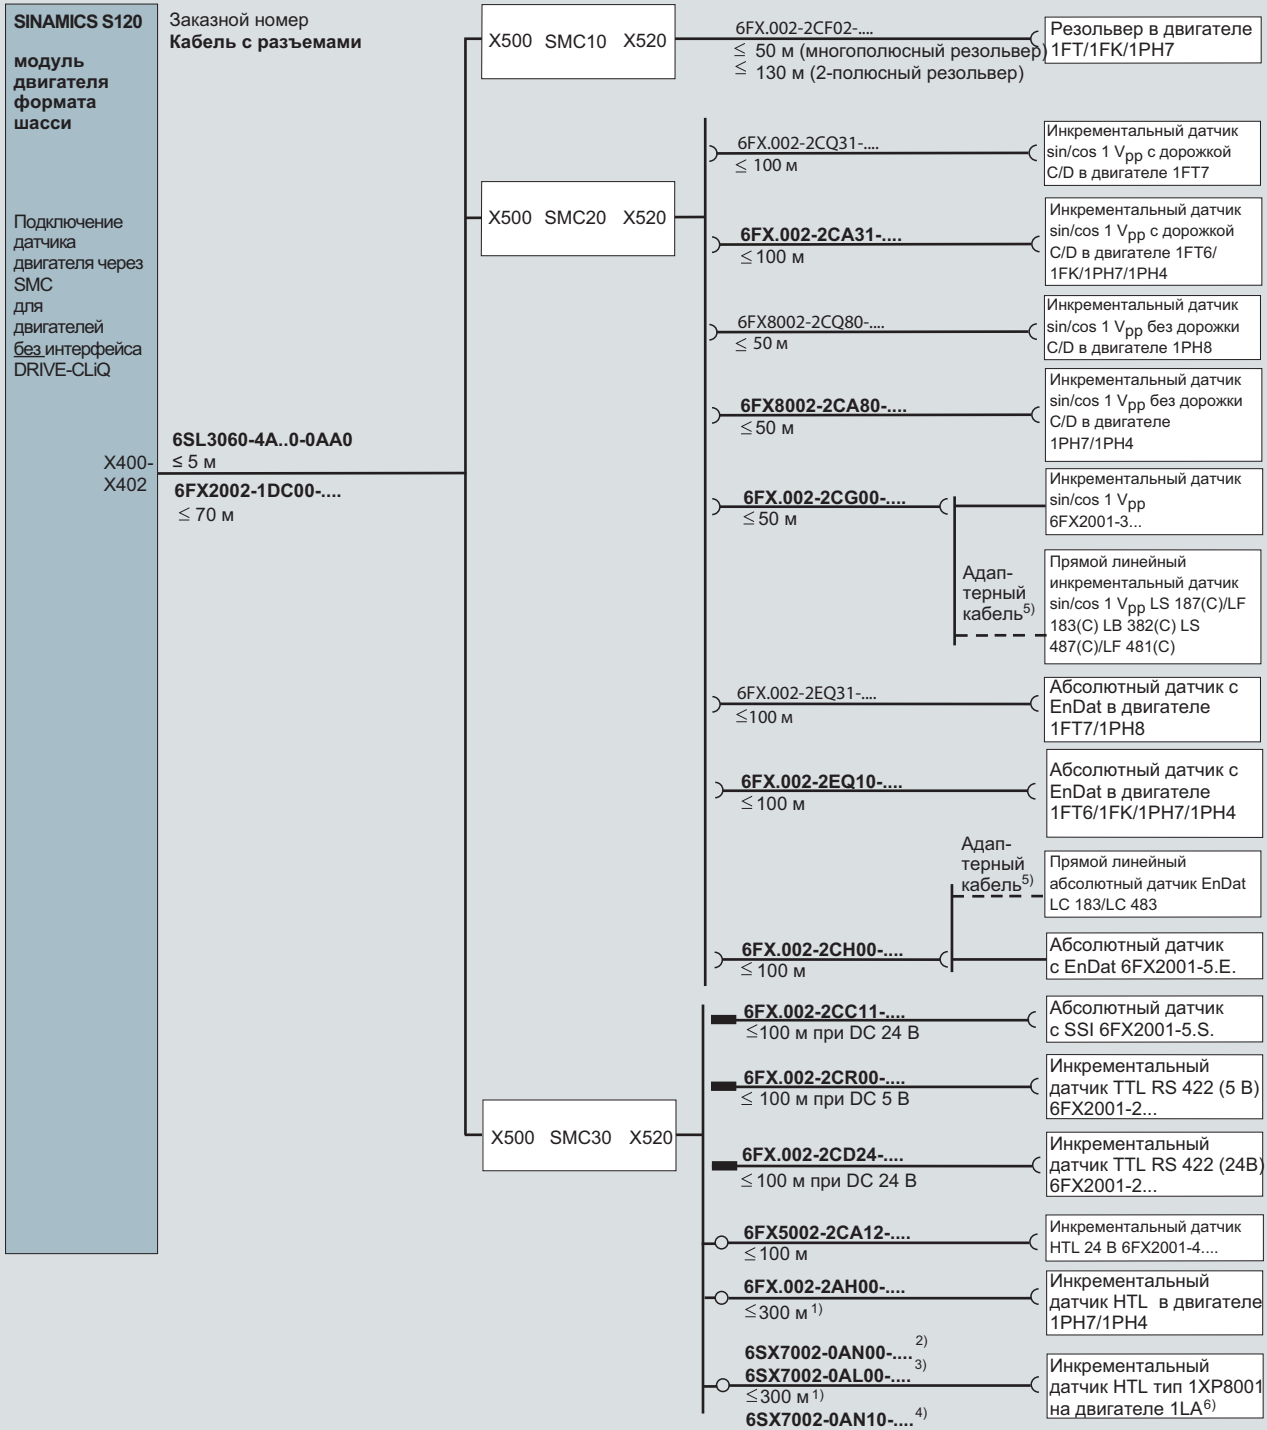 SINAMICS S120
модуль
двигателя
формата
шасси
Подключение
датчика
двигателя через
SMC
для
двигателей
без интерфейса
DRIVE-CLiQ
X400-
X402
Заказной номер
Кабель с разъемами
6SL3060-4A..0-0AA0
≤ 5 м
6FX2002-1DC00-....
≤ 70 м
X500 SMC10 X520
6FX.002-2CF02-....
≤ 50 м (многополюсный резольвер)
≤ 130 м (2-полюсный резольвер)
Резольвер в двигателе
1FT/1FK/1PH7
X500 SMC20 X520
6FX.002-2CQ31-....
≤ 100 м
Инкрементальный датчик
sin/cos 1 Vpp с дорожкой
C/D в двигателе 1FT7
6FX.002-2CA31-....
≤ 100 м
Инкрементальный датчик
sin/cos 1 Vpp с дорожкой
C/D в двигателе 1FT6/
1FK/1PH7/1PH4
6FX8002-2CQ80-....
≤ 50 м
Инкрементальный датчик
sin/cos 1 Vpp без дорожки
C/D в двигателе 1PH8
6FX8002-2CA80-....
≤ 50 м
Инкрементальный датчик
sin/cos 1 Vpp без дорожки
C/D в двигателе
1PH7/1PH4
6FX.002-2CG00-....
≤ 50 м
Инкрементальный датчик
sin/cos 1 Vpp
6FX2001-3...
Адап-
терный
кабель5)
Прямой линейный
инкрементальный датчик
sin/cos 1 Vpp LS 187(C)/LF
183(C) LB 382(C) LS
487(C)/LF 481(C)
6FX.002-2EQ31-....
≤100 м
Абсолютный датчик с
EnDat в двигателе
1FT7/1PH8
6FX.002-2EQ10-....
≤ 100 м
Абсолютный датчик с
EnDat в двигателе
1FT6/1FK/1PH7/1PH4
Адап-
терный
кабель5)
Прямой линейный
абсолютный датчик EnDat
LC 183/LC 483
6FX.002-2CH00-....
≤ 100 м
Абсолютный датчик
с EnDat 6FX2001-5.E.
X500 SMC30 X520
6FX.002-2CC11-....
≤100 м при DC 24 В
Абсолютный датчик
с SSI 6FX2001-5.S.
6FX.002-2CR00-....
≤ 100 м при DC 5 В
Инкрементальный
датчик TTL RS 422 (5 В)
6FX2001-2...
6FX.002-2CD24-....
≤ 100 м при DC 24 В
Инкрементальный
датчик TTL RS 422 (24В)
6FX2001-2...
6FX5002-2CA12-....
≤ 100 м
Инкрементальный датчик
HTL 24 В 6FX2001-4....
6FX.002-2AH00-....
≤300 м 1)
Инкрементальный
датчик HTL в двигателе
1PH7/1PH4
6SX7002-0AN00-.... 2)
6SX7002-0AL00-.... 3)
≤300 м 1)
6SX7002-0AN10-.... 4)
Инкрементальный
датчик HTL тип 1XP8001
на двигателе 1LA6)